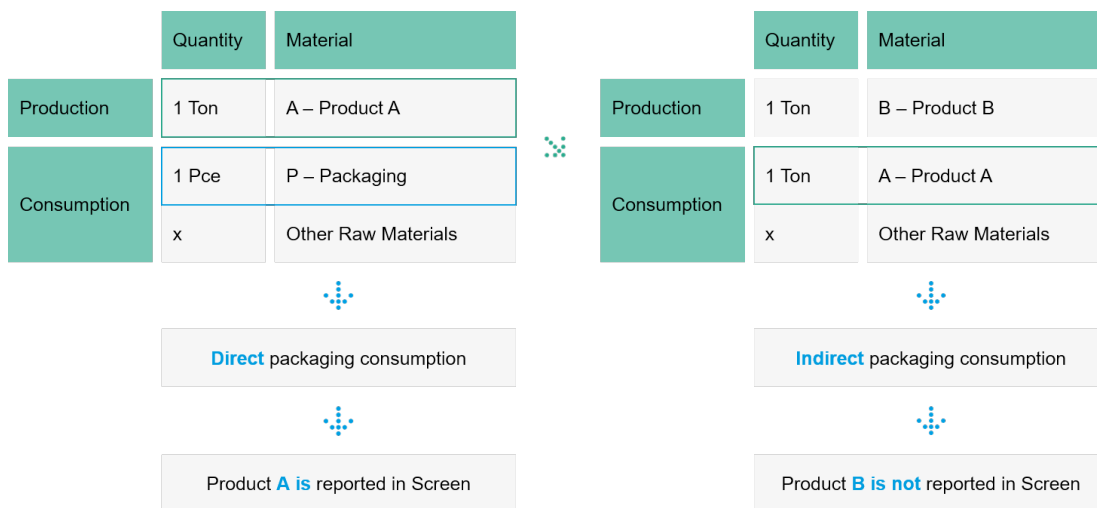 Quantity Material
Production 1 Ton A – Product A
Consumption 1 Pce P – Packaging
x Other Raw Materials
Direct packaging consumption
Product A is reported in Screen
Quantity Material
Production 1 Ton B – Product B
Consumption 1 Ton A – Product A
x Other Raw Materials
Indirect packaging consumption
Product B is not reported in Screen